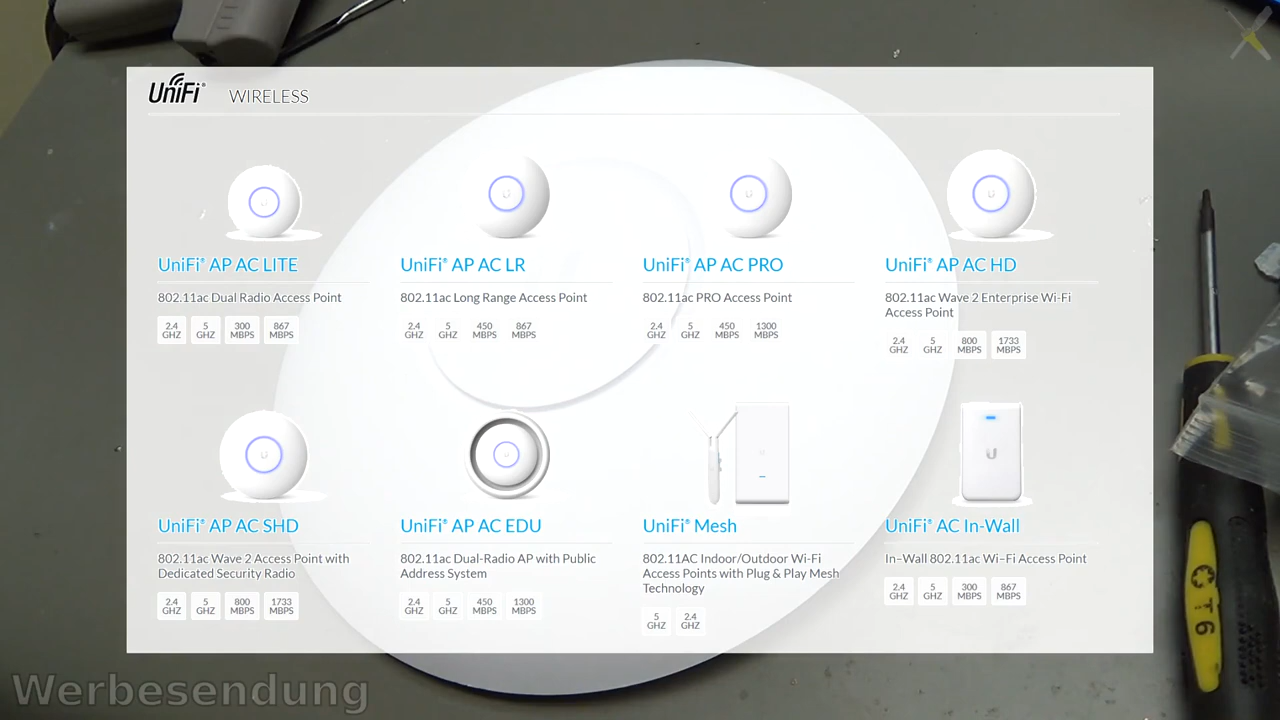 UniFi® WIRELESS
UniFi® AP AC LITE
802.11ac Dual Radio Access Point
2.4 GHZ
5 GHZ
300 MBPS
867 MBPS
UniFi® AP AC LR
802.11ac Long Range Access Point
2.4 GHZ
5 GHZ
450 MBPS
867 MBPS
UniFi® AP AC PRO
802.11ac PRO Access Point
2.4 GHZ
5 GHZ
450 MBPS
1300 MBPS
UniFi® AP AC HD
802.11ac Wave 2 Enterprise Wi-Fi
Access Point
2.4 GHZ
5 GHZ
800 MBPS
1733 MBPS
UniFi® AP AC SHD
802.11ac Wave 2 Access Point with
Dedicated Security Radio
2.4 GHZ
5 GHZ
800 MBPS
1733 MBPS
UniFi® AP AC EDU
802.11ac Dual-Radio AP with Public
Address System
2.4 GHZ
5 GHZ
450 MBPS
1300 MBPS
UniFi® Mesh
802.11AC Indoor/Outdoor Wi-Fi
Access Points with Plug & Play Mesh
Technology
5 GHZ
2.4 GHZ
UniFi® AC In-Wall
In–Wall 802.11ac Wi–Fi Access Point
2.4 GHZ
5 GHZ
300 MBPS
867 MBPS
T6
Werbesendung